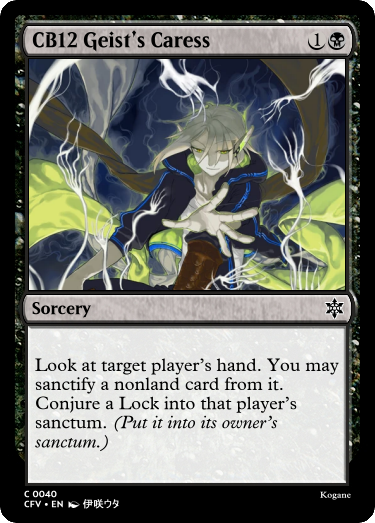 CB12 Geist's Caress 1
Sorcery
Look at target player's hand. You may
sanctify a nonland card from it.
Conjure a Lock into that player's
sanctum. (Put it into its owner's
sanctum.)
C 0040
CFV • EN 伊咲ウタ
Kogane